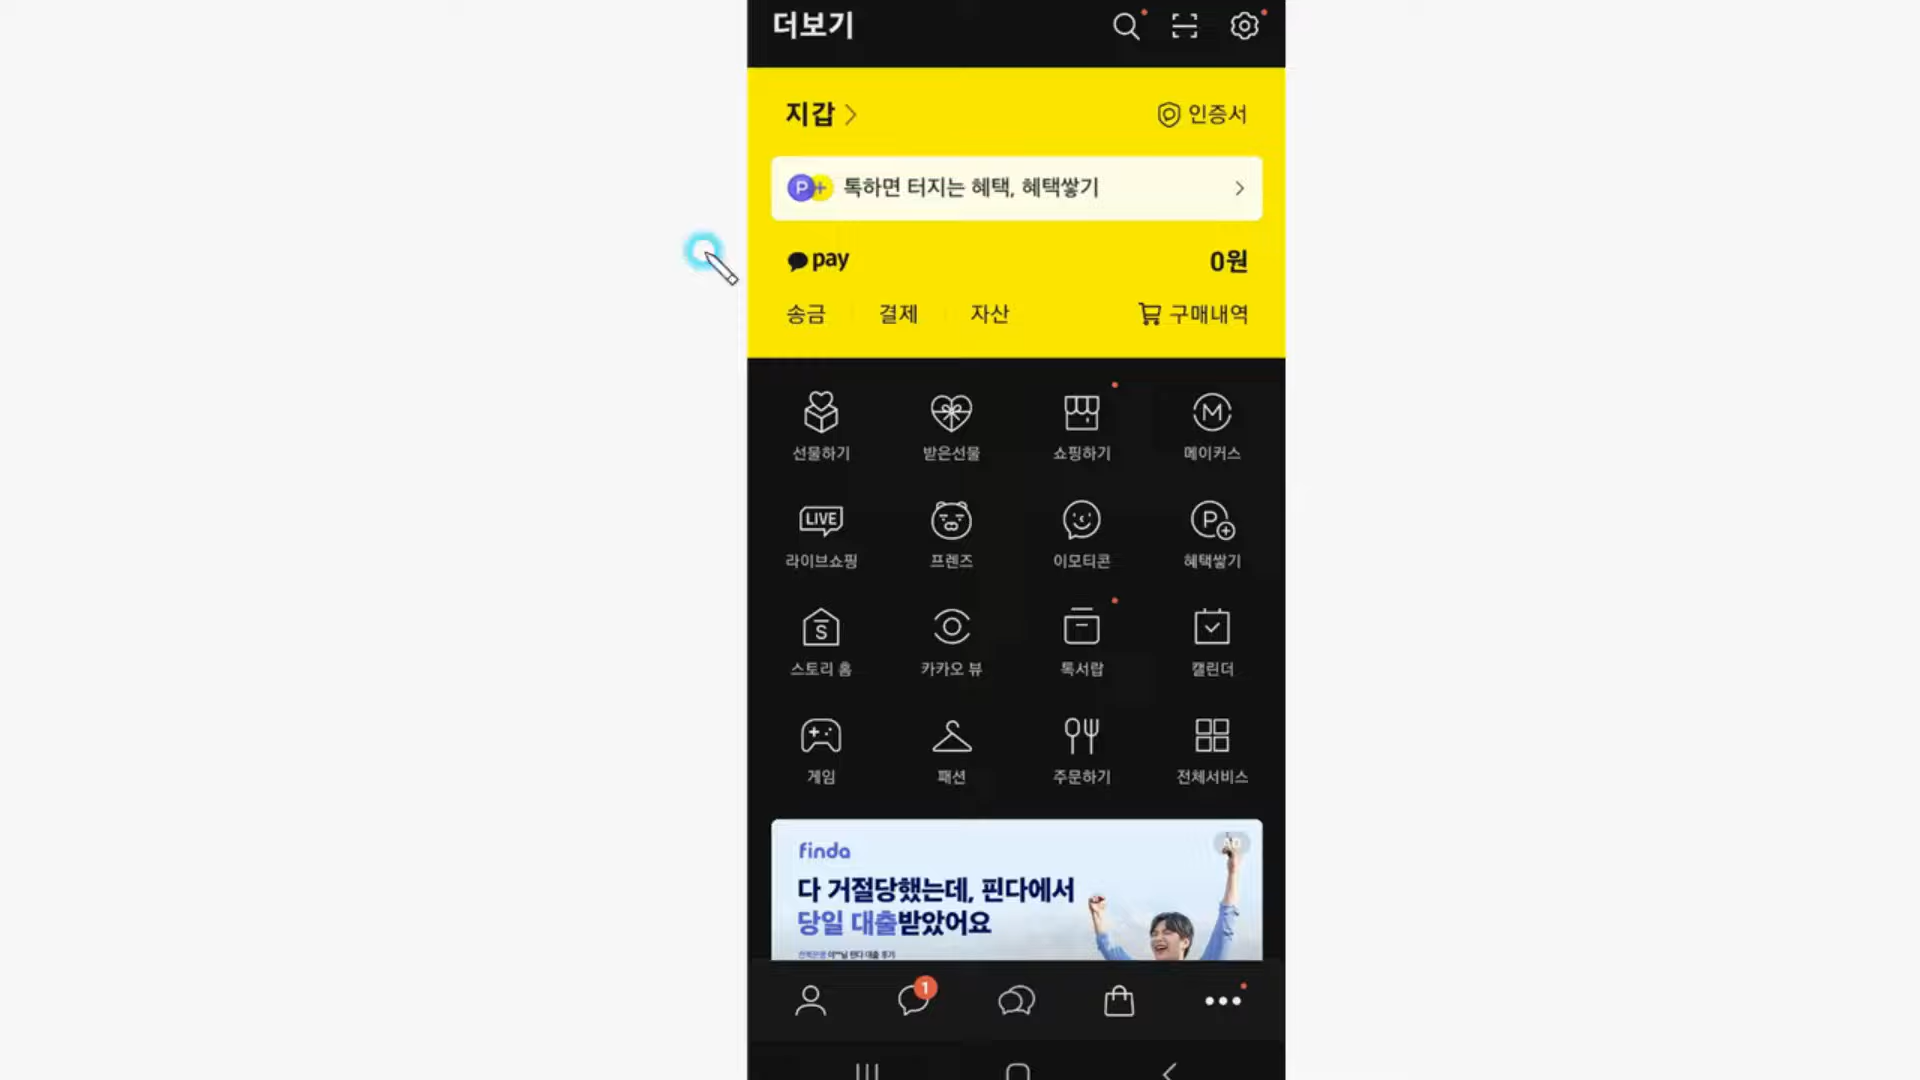 더보기
지갑
인증서
P+ 톡하면 터지는 혜택, 혜택쌓기
pay
0원
송금 결제 자산 구매내역
선물하기 받은선물 쇼핑하기 메이커스
LIVE
라이브쇼핑 프렌즈 이모티콘 혜택쌓기
스토리 홈 카카오 뷰 톡서랍 캘린더
게임 패션 주문하기 전체서비스
finda
AD
다 거절당했는데, 핀다에서
당일 대출받았어요
1